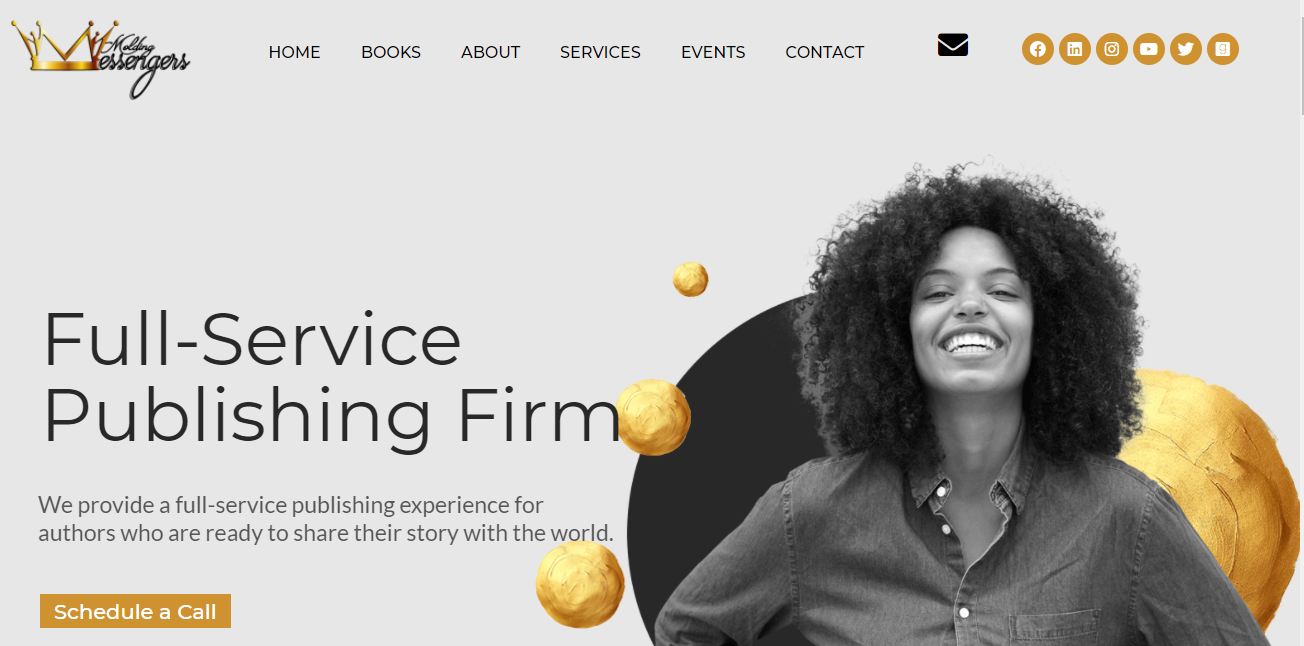 Molding
Messengers
HOME BOOKS ABOUT SERVICES EVENTS CONTACT
Full-Service
Publishing Firm
We provide a full-service publishing experience for
authors who are ready to share their story with the world.
Schedule a Call